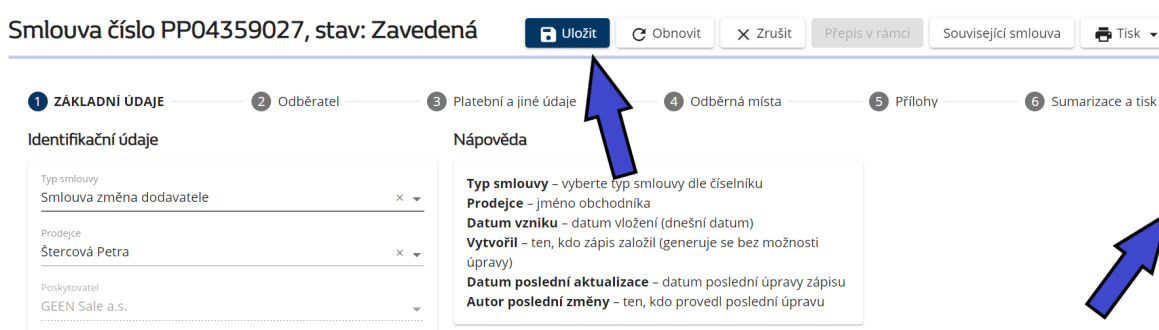 Smlouva číslo PP04359027, stav: Zavedená
Uložit
Obnovit
Zrušit
Přepis v rámci
Související smlouva
Tisk
1 ZÁKLADNÍ ÚDAJE
2 Odběratel
3 Platební a jiné údaje
4 Odběrná místa
5 Přílohy
6 Sumarizace a tisk
Identifikační údaje
Typ smlouvy
Smlouva změna dodavatele
Prodejce
Štercová Petra
Poskytovatel
GEEN Sale a.s.
Nápověda
Typ smlouvy – vyberte typ smlouvy dle číselníku
Prodejce – jméno obchodníka
Datum vzniku – datum vložení (dnešní datum)
Vytvořil – ten, kdo zápis založil (generuje se bez možnosti
úpravy)
Datum poslední aktualizace – datum poslední úpravy zápisu
Autor poslední změny – ten, kdo provedl poslední úpravu